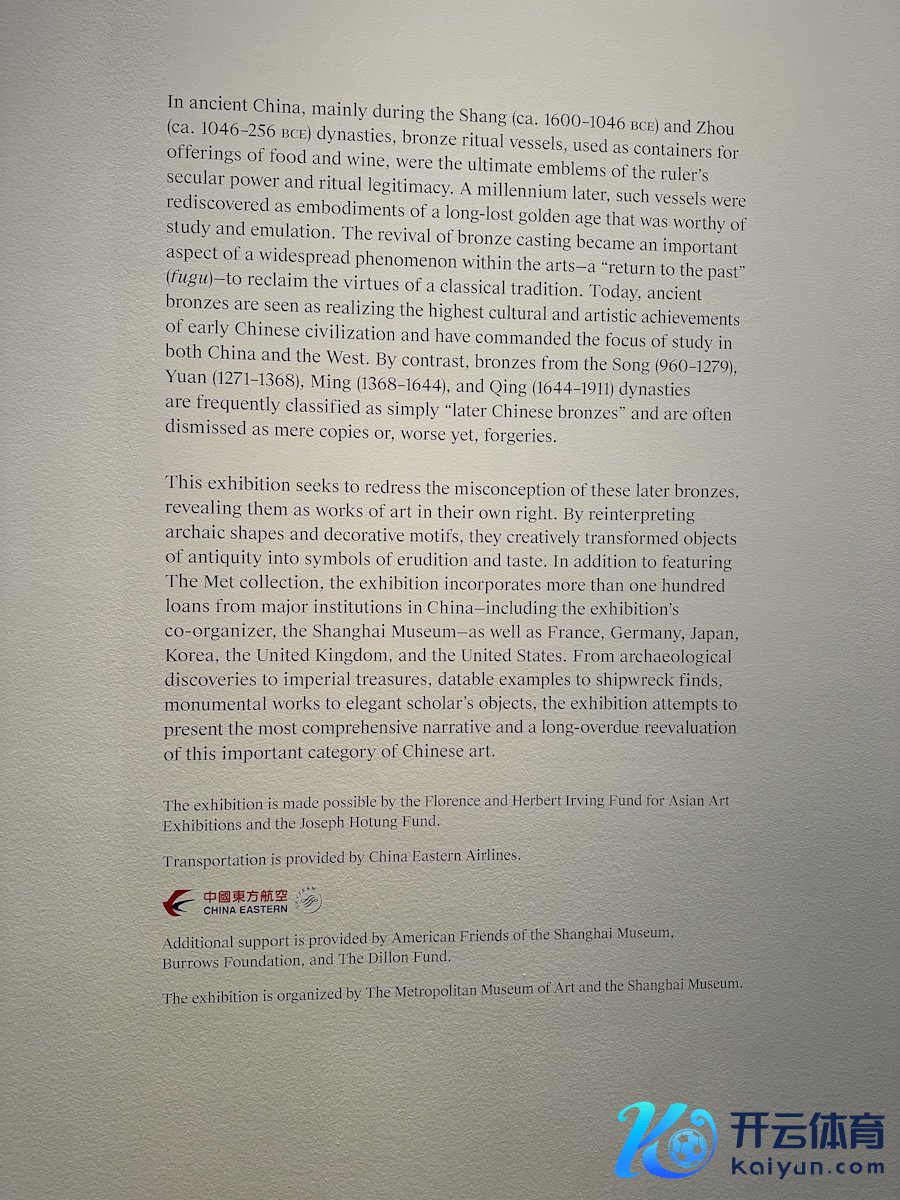 In ancient China, mainly during the Shang (ca. 1600–1046 BCE) and Zhou
(ca. 1046–256 BCE) dynasties, bronze ritual vessels, used as containers for
offerings of food and wine, were the ultimate emblems of the ruler's
secular power and ritual legitimacy. A millennium later, such vessels were
rediscovered as embodiments of a long-lost golden age that was worthy of
study and emulation. The revival of bronze casting became an important
aspect of a widespread phenomenon within the arts—a “return to the past”
(fugu)—to reclaim the virtues of a classical tradition. Today, ancient
bronzes are seen as realizing the highest cultural and artistic achievements
of early Chinese civilization and have commanded the focus of study in
both China and the West. By contrast, bronzes from the Song (960–1279),
Yuan (1271–1368), Ming (1368–1644), and Qing (1644–1911) dynasties
are frequently classified as simply “later Chinese bronzes” and are often
dismissed as mere copies or, worse yet, forgeries.
This exhibition seeks to redress the misconception of these later bronzes,
revealing them as works of art in their own right. By reinterpreting
archaic shapes and decorative motifs, they creatively transformed objects
of antiquity into symbols of erudition and taste. In addition to featuring
The Met collection, the exhibition incorporates more than one hundred
loans from major institutions in China—including the exhibition's
co-organizer, the Shanghai Museum—as well as France, Germany, Japan,
Korea, the United Kingdom, and the United States. From archaeological
discoveries to imperial treasures, datable examples to shipwreck finds,
monumental works to elegant scholar's objects, the exhibition attempts to
present the most comprehensive narrative and a long-overdue reevaluation
of this important category of Chinese art.
The exhibition is made possible by the Florence and Herbert Irving Fund for Asian Art
Exhibitions and the Joseph Hotung Fund.
Transportation is provided by China Eastern Airlines.
中國東方航空
CHINA EASTERN
Additional support is provided by American Friends of the Shanghai Museum,
Burrows Foundation, and The Dillon Fund.
The exhibition is organized by The Metropolitan Museum of Art and the Shanghai Museum.
开云体育
kaiyun.com